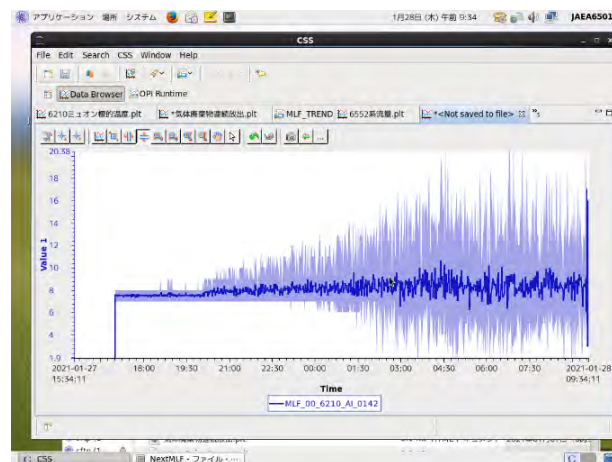 アプリケーション 場所 システム
1月28日 (木) 午前 9:34
JAEA6501
CSS
File Edit Search CSS Window Help
Data Browser
OPI Runtime
6210ミュオン標的温度.plt
*気体廃棄物連続放出.plt
MLF_TREND
6552系流量.plt
*<Not saved to file>
20.38
18
16
14
12
10
8
6
4
1.9
Value 1
2021-01-27
15:34:11
18:00
19:30
21:00
22:30
00:00
01:30
03:00
04:30
06:00
07:30
2021-01-28
09:34:11
Time
MLF_00_6210_AI_0142
CSS
NextMLF - ファイル・…